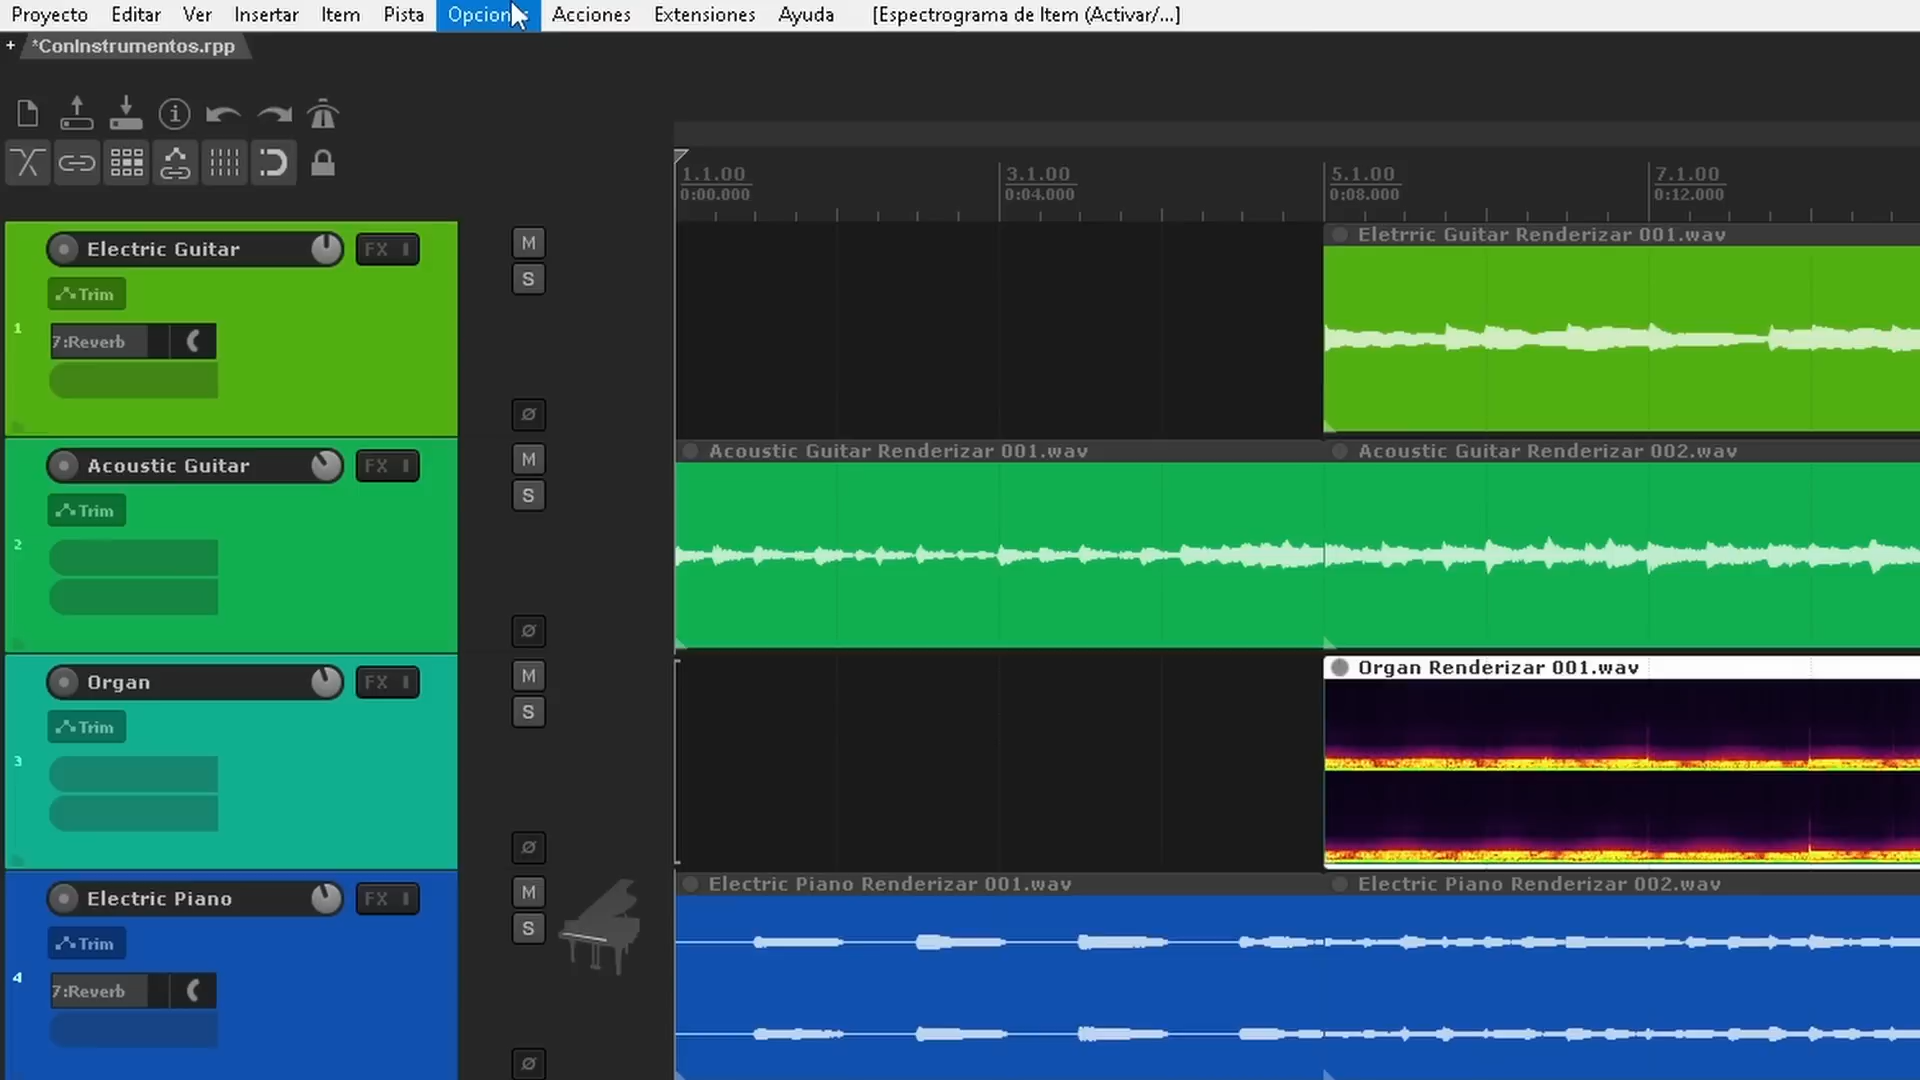 Proyecto Editar Ver Insertar Item Pista Acciones Extensiones Ayuda [Espectrograma de Item (Activar/...]
+ *ConInstrumentos.rpp
1.1.00 3.1.00 5.1.00 7.1.00
0:00.000 0:04.000 0:08.000 0:12.000
Electric Guitar FX M
Trim S
1
7:Reverb
Ø
Eletrric Guitar Renderizar 001.wav
Acoustic Guitar FX M
Trim S
2
Ø
Acoustic Guitar Renderizar 001.wav Acoustic Guitar Renderizar 002.wav
Organ FX M
Trim S
3
Ø
Organ Renderizar 001.wav
Electric Piano FX M
Trim S
4
7:Reverb
Ø
Electric Piano Renderizar 001.wav Electric Piano Renderizar 002.wav